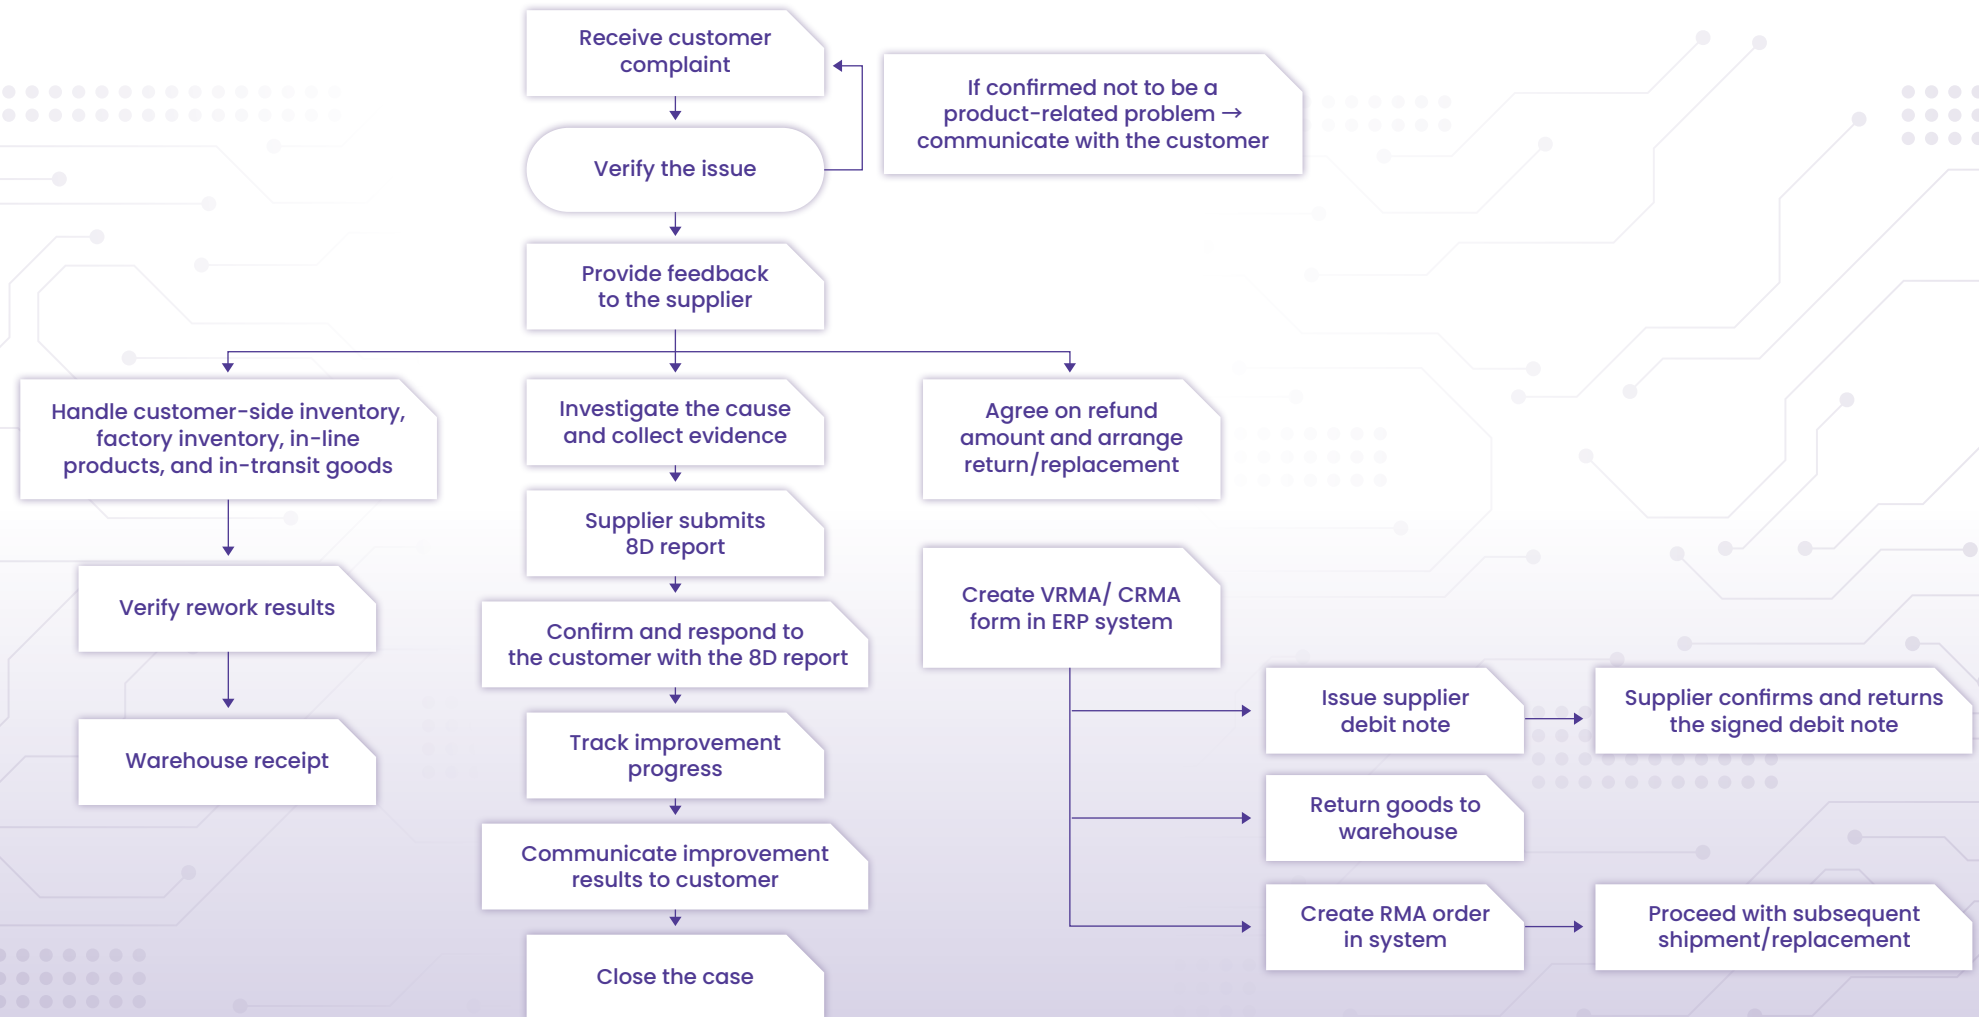 Receive customer
complaint
If confirmed not to be a
product-related problem →
communicate with the customer
Verify the issue
Provide feedback
to the supplier
Handle customer-side inventory,
factory inventory, in-line
products, and in-transit goods
Verify rework results
Warehouse receipt
Investigate the cause
and collect evidence
Supplier submits
8D report
Confirm and respond to
the customer with the 8D report
Track improvement
progress
Communicate improvement
results to customer
Close the case
Agree on refund
amount and arrange
return/replacement
Create VRMA/ CRMA
form in ERP system
Issue supplier
debit note
Supplier confirms and returns
the signed debit note
Return goods to
warehouse
Create RMA order
in system
Proceed with subsequent
shipment/replacement